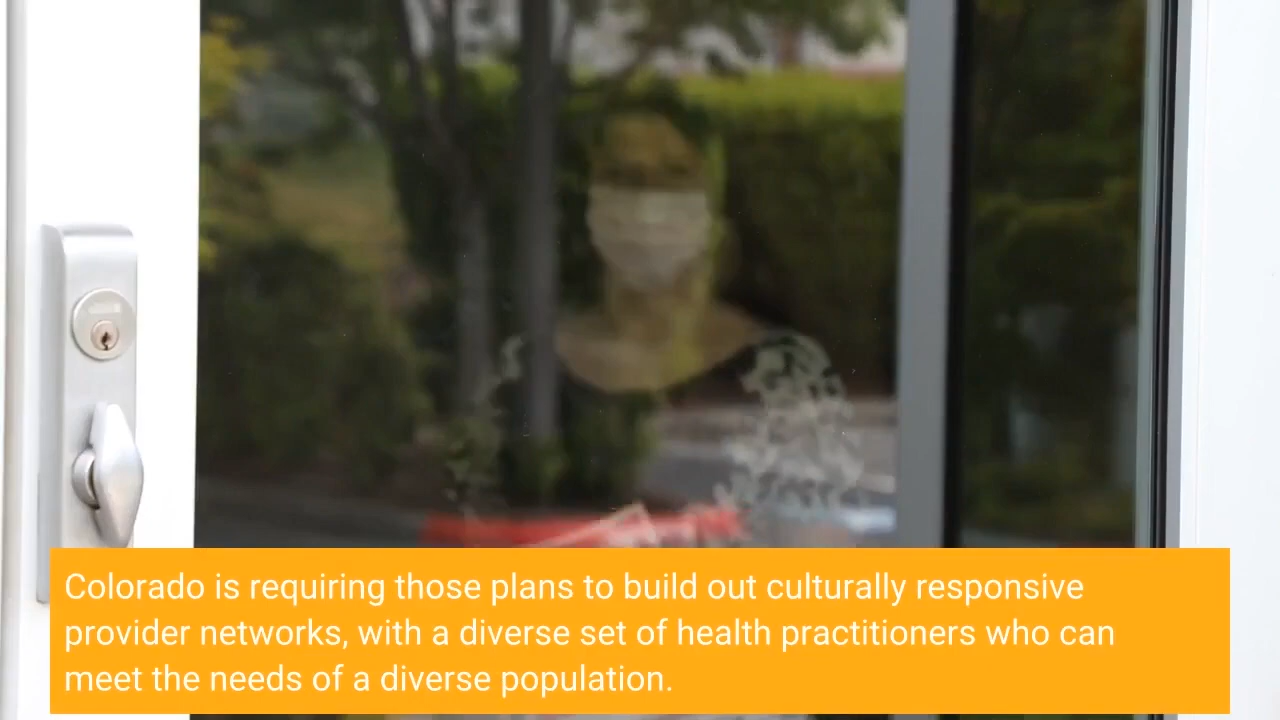 Colorado is requiring those plans to build out culturally responsive
provider networks, with a diverse set of health practitioners who can
meet the needs of a diverse population.